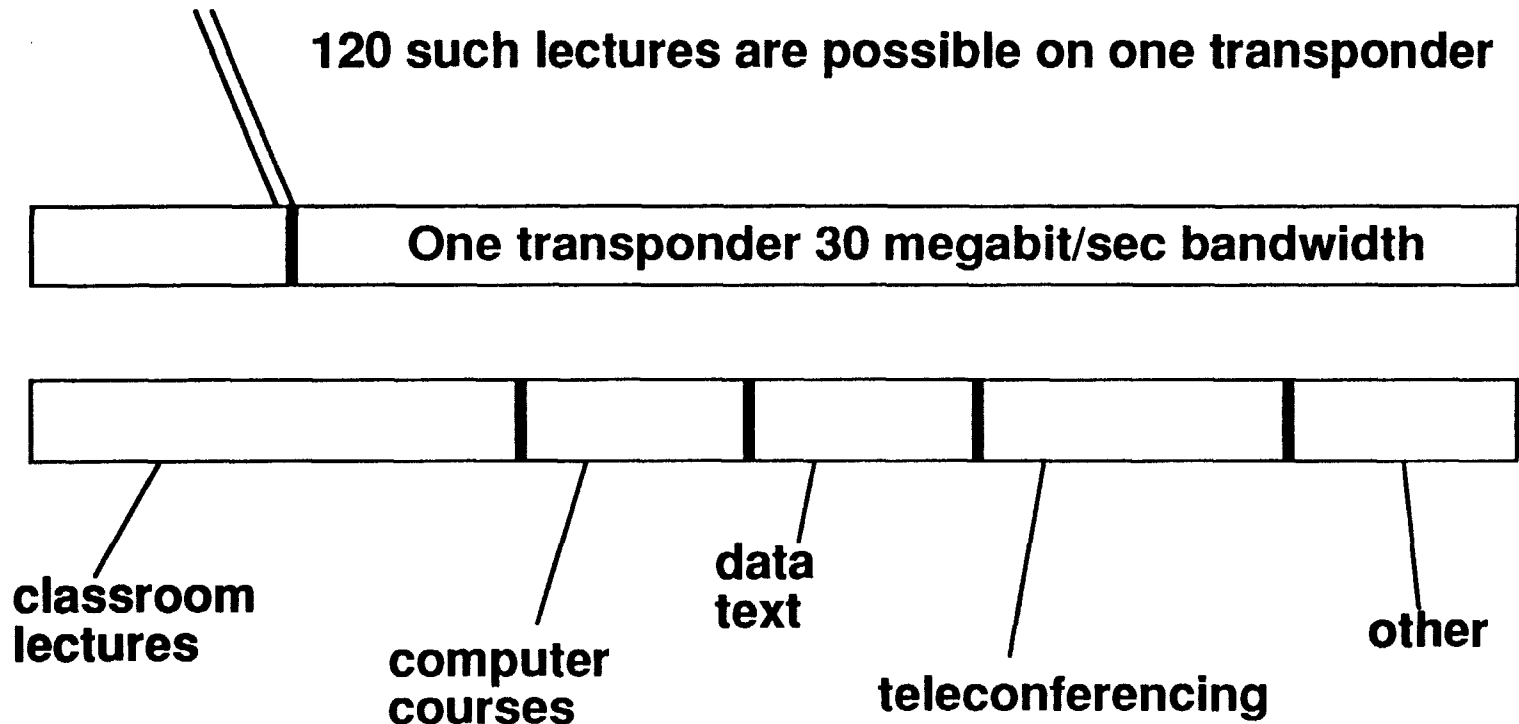 120 such lectures are possible on one transponder
One transponder 30 megabit/sec bandwidth
classroom
lectures
computer
courses
data
text
teleconferencing
other